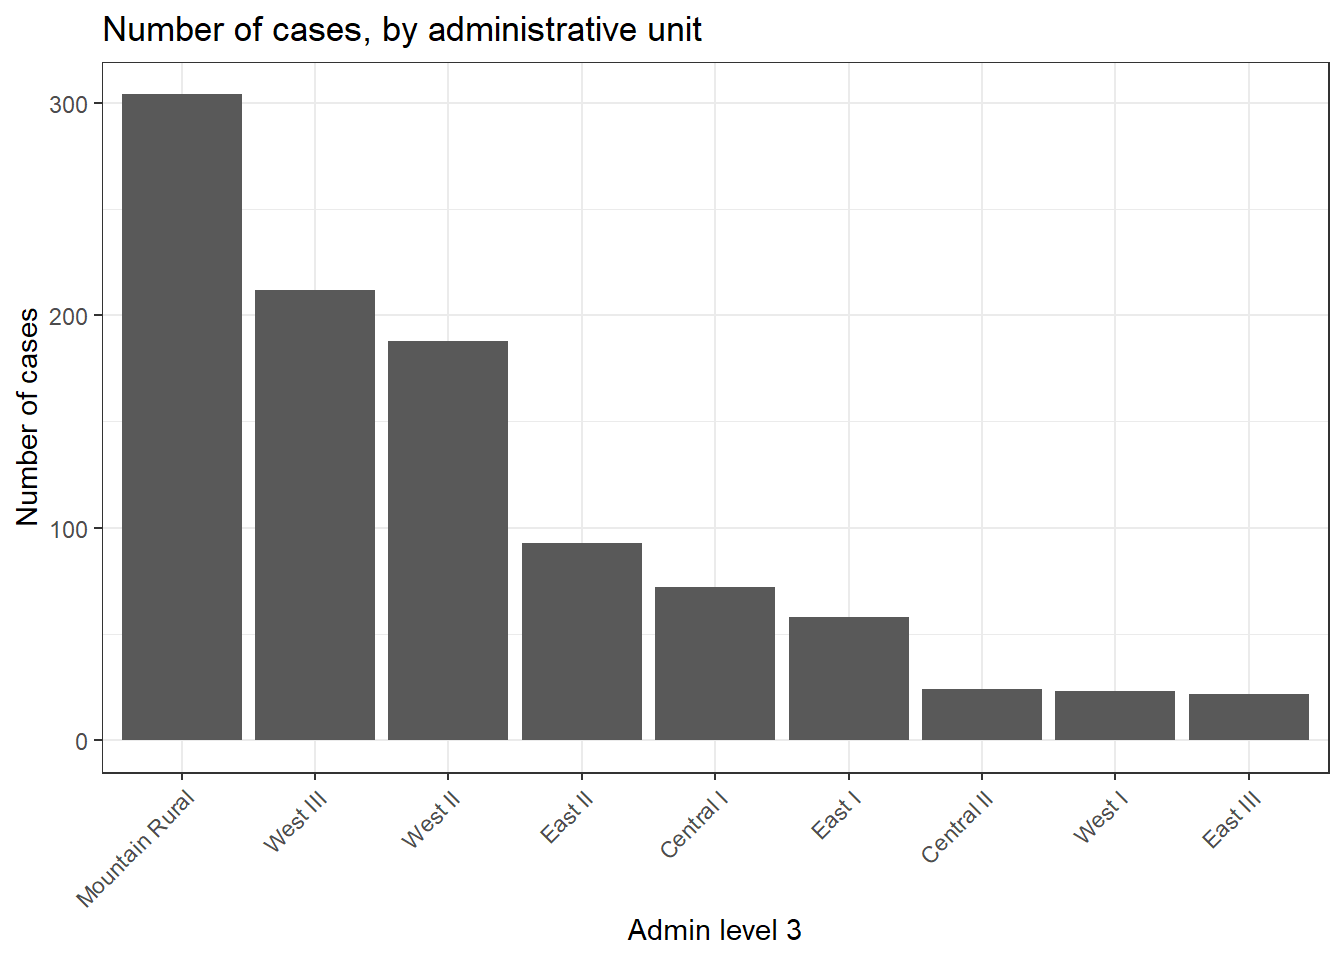 Number of cases, by administrative unit
Number of cases
300
200
100
0
Mountain Rural
West III
West II
East II
Central I
East I
Central II
West I
East III
Admin level 3